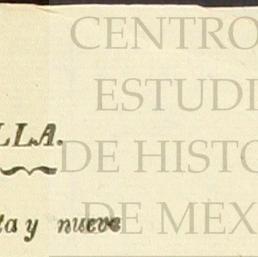 CENTRO
ESTUDI
LLA.
DE HISTO
ta y nueve
DE MEX